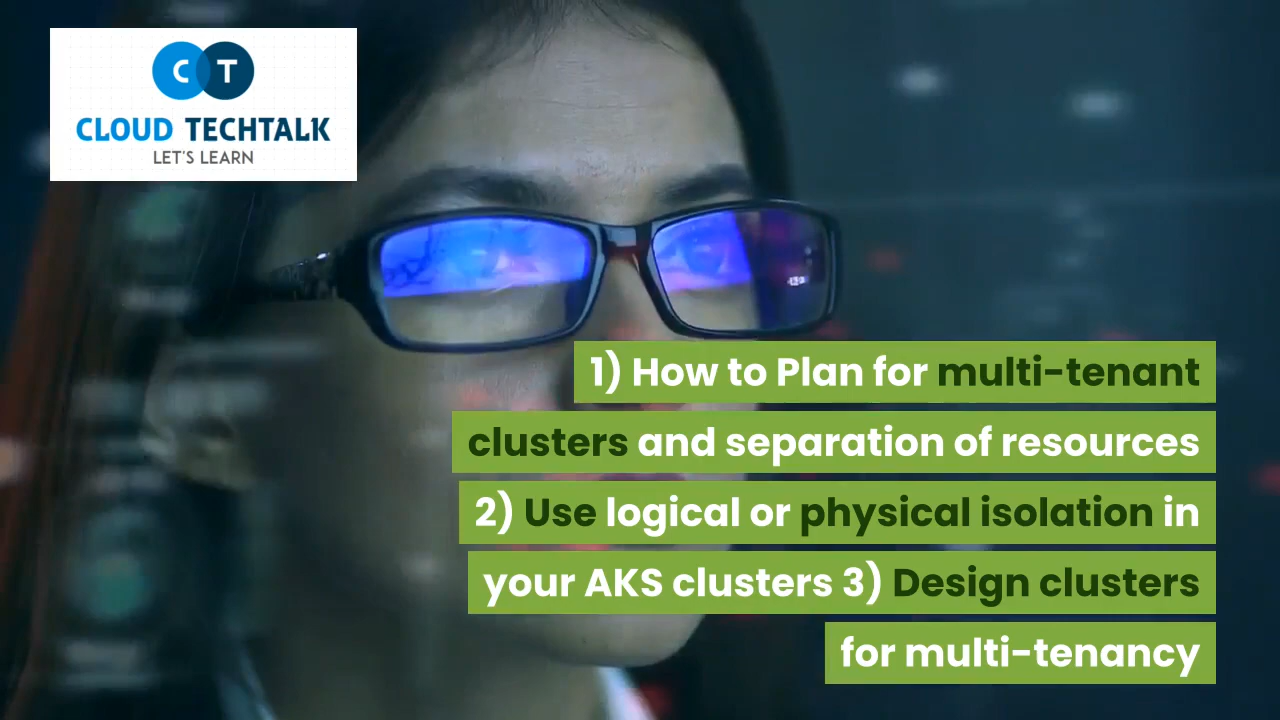 C T
CLOUD TECHTALK
LET'S LEARN
1) How to Plan for multi-tenant
clusters and separation of resources
2) Use logical or physical isolation in
your AKS clusters 3) Design clusters
for multi-tenancy